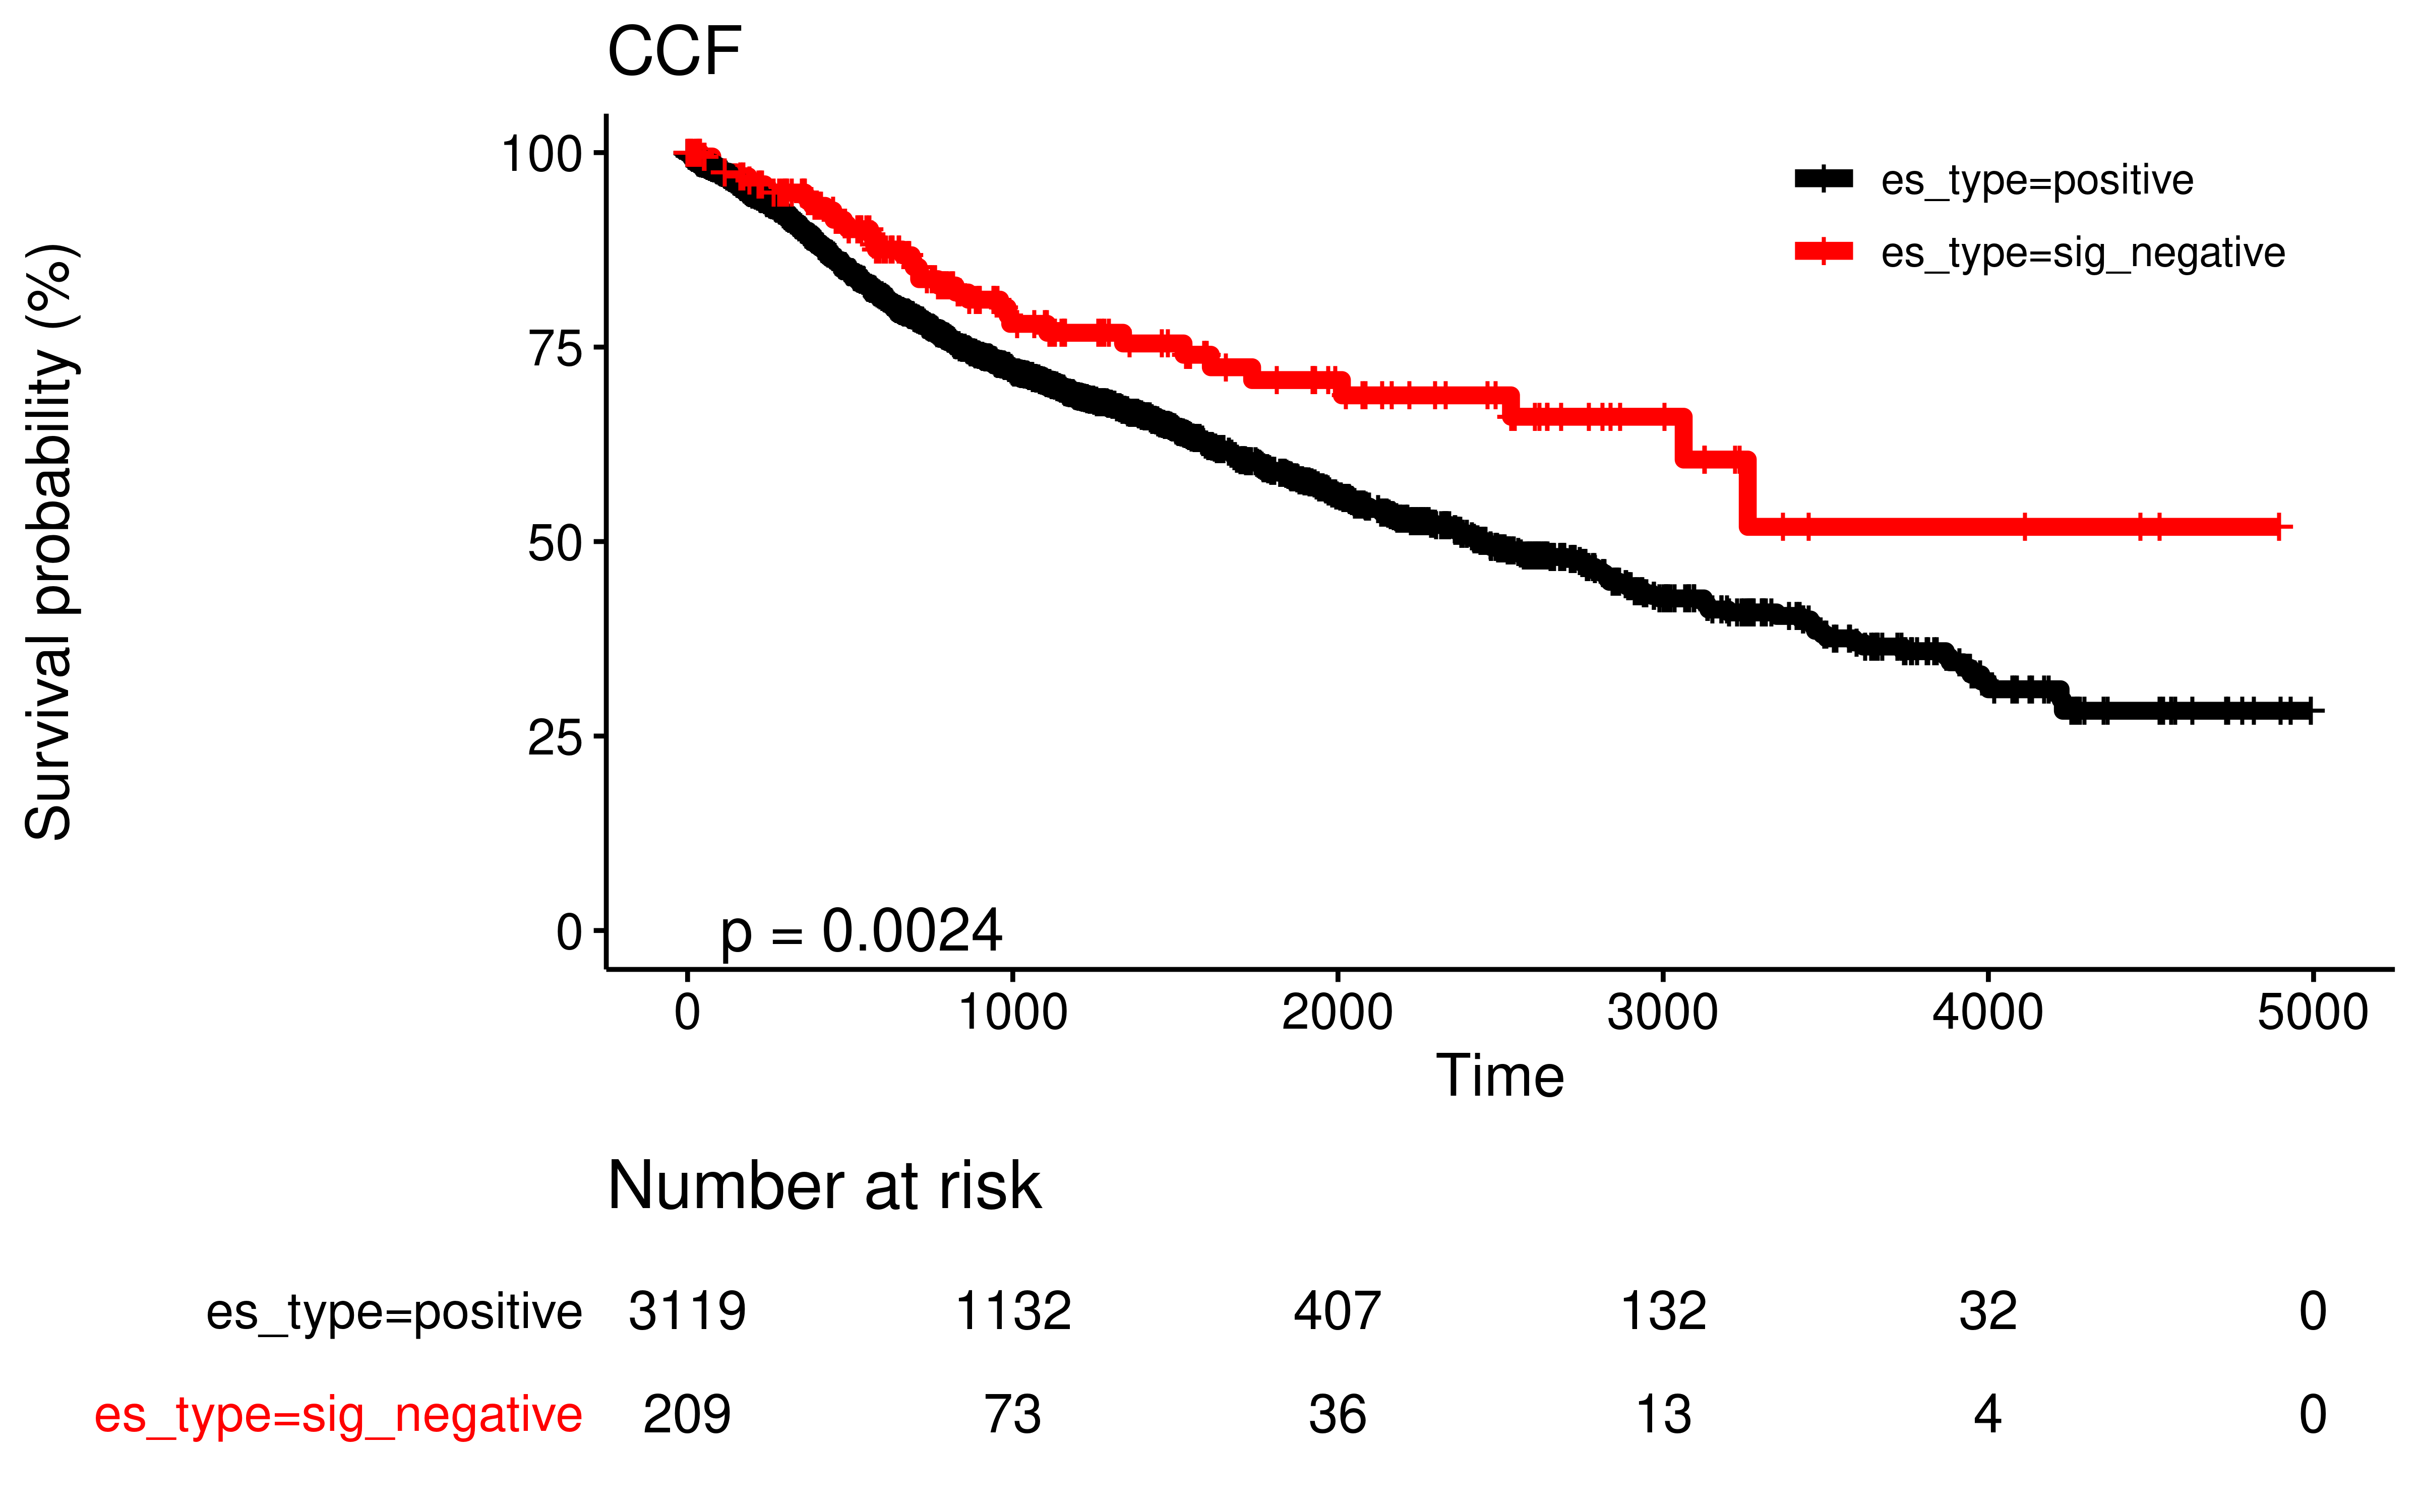 CCF
Survival probability (%)
100
75
50
25
0
es_type=positive
es_type=sig_negative
p = 0.0024
0 1000 2000 3000 4000 5000
Time
Number at risk
es_type=positive 3119 1132 407 132 32 0
es_type=sig_negative 209 73 36 13 4 0